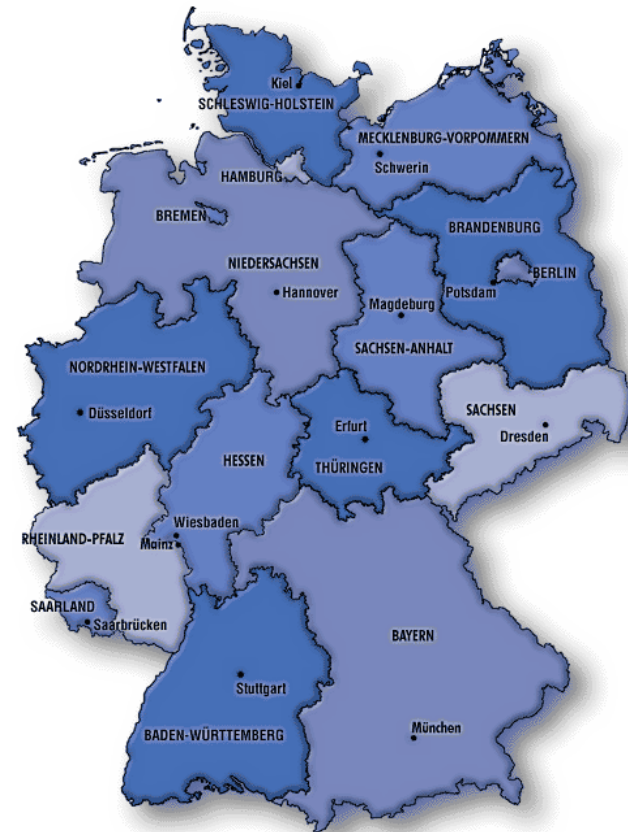 Kiel
SCHLESWIG-HOLSTEIN
MECKLENBURG-VORPOMMERN
Schwerin
HAMBURG
BREMEN
BRANDENBURG
NIEDERSACHSEN
BERLIN
Hannover
Potsdam
Magdeburg
SACHSEN-ANHALT
NORDRHEIN-WESTFALEN
Düsseldorf
SACHSEN
Erfurt
Dresden
HESSEN
THÜRINGEN
Wiesbaden
RHEINLAND-PFALZ
Mainz
SAARLAND
Saarbrücken
BAYERN
Stuttgart
BADEN-WÜRTTEMBERG
München